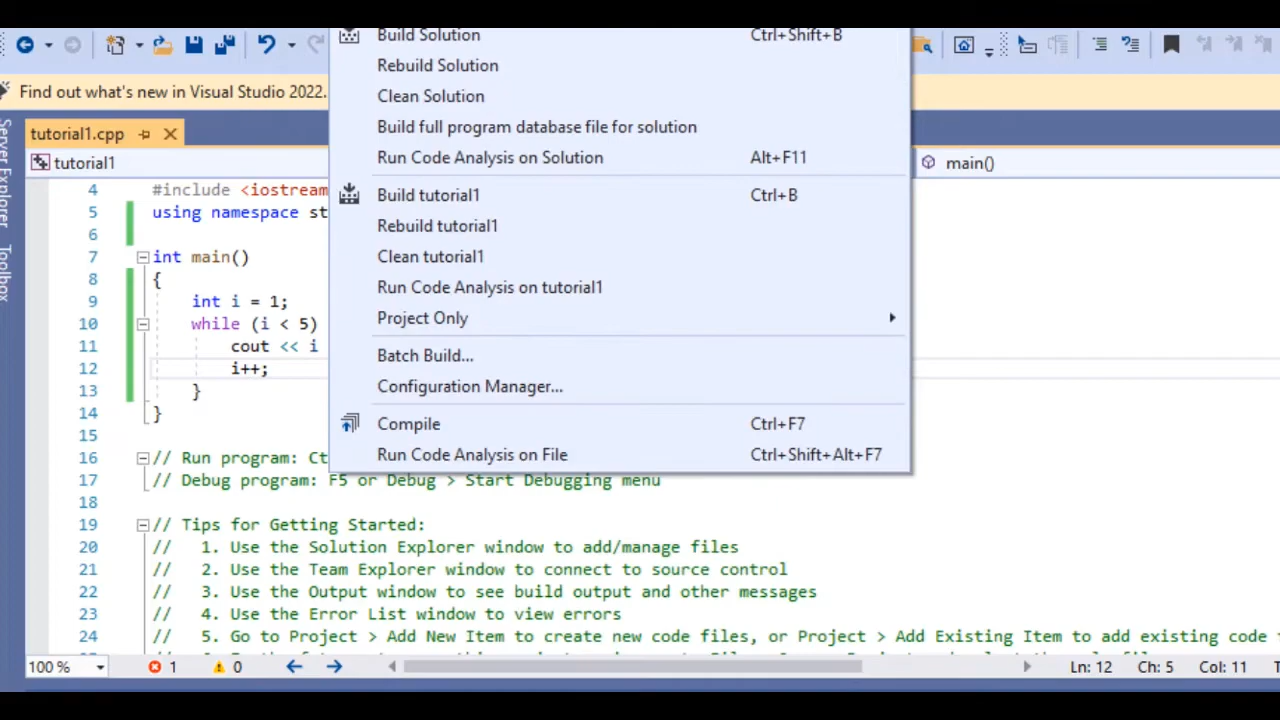 Build Solution Ctrl+Shift+B
Rebuild Solution
Find out what's new in Visual Studio 2022.
Clean Solution
Build full program database file for solution
tutorial1.cpp
Run Code Analysis on Solution Alt+F11
tutorial1 main()
Server Explorer
Toolbox
4 #include <iostream
Build tutorial1 Ctrl+B
5 using namespace st
Rebuild tutorial1
6
7 int main()
Clean tutorial1
8 {
Run Code Analysis on tutorial1
9 int i = 1;
Project Only
10 while (i < 5)
11 cout << i
Batch Build...
12 i++;
Configuration Manager...
13 }
14 }
Compile Ctrl+F7
15
Run Code Analysis on File Ctrl+Shift+Alt+F7
16 // Run program: Ct
17 // Debug program: F5 or Debug > Start Debugging menu
18
19 // Tips for Getting Started:
20 // 1. Use the Solution Explorer window to add/manage files
21 // 2. Use the Team Explorer window to connect to source control
22 // 3. Use the Output window to see build output and other messages
23 // 4. Use the Error List window to view errors
24 // 5. Go to Project > Add New Item to create new code files, or Project > Add Existing Item to add existing code
100 % 1 0 Ln: 12 Ch: 5 Col: 11